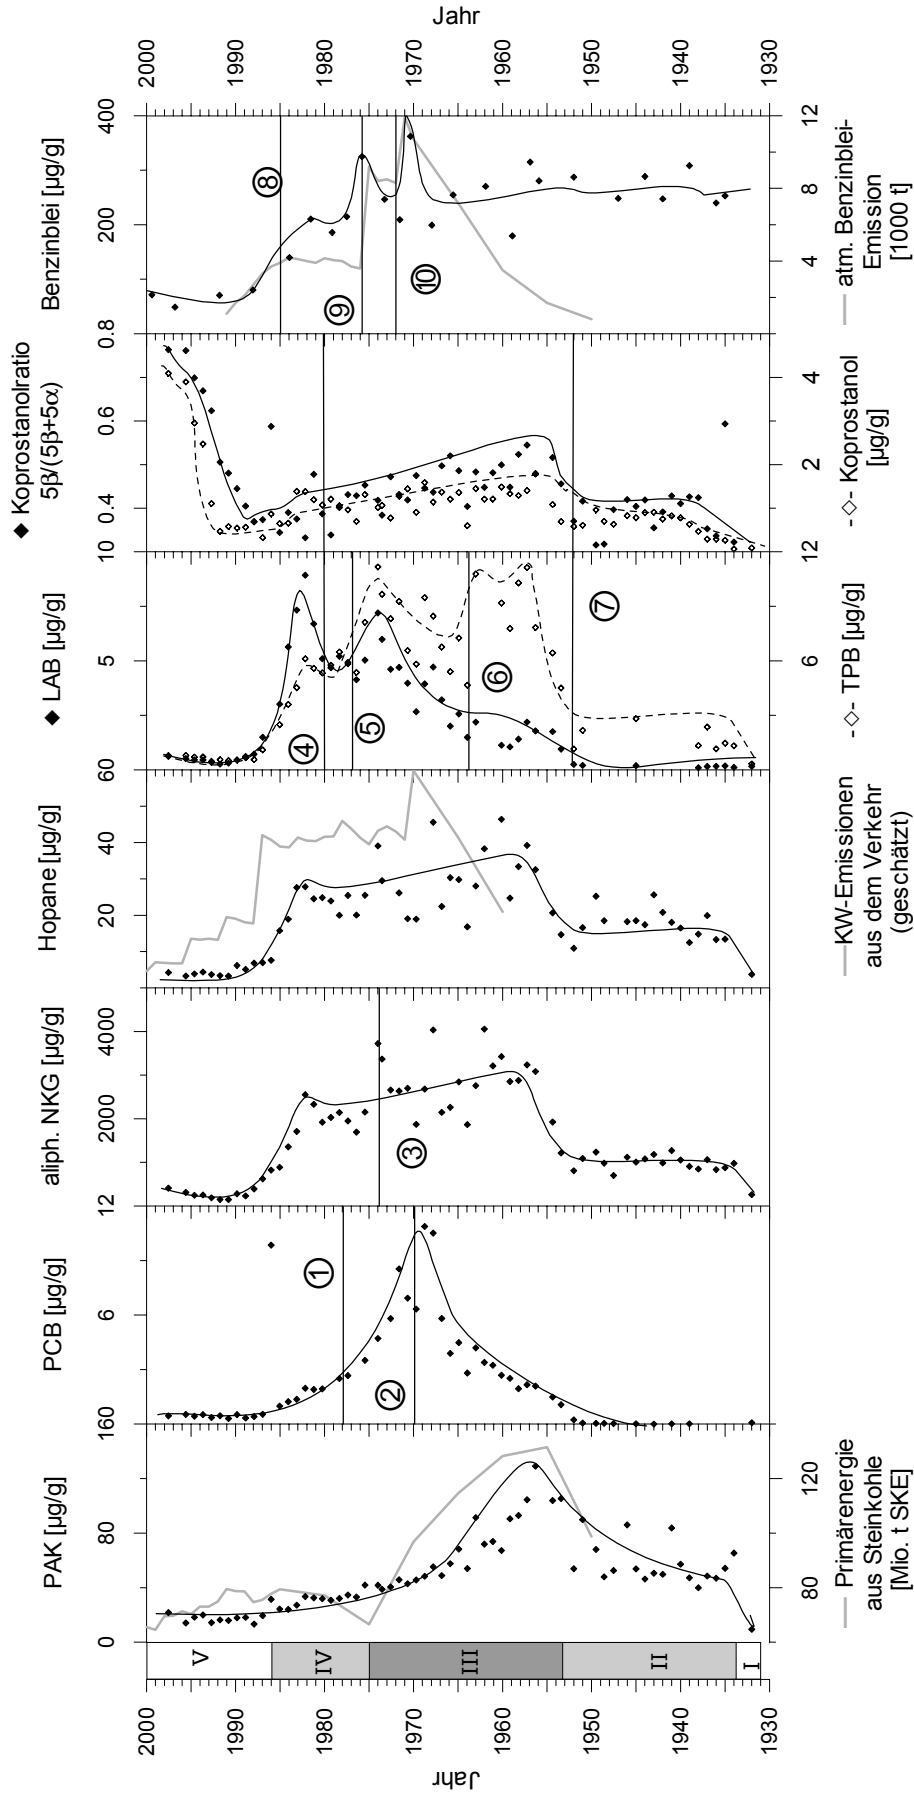 Jahr
2000
1990
1980
1970
1960
1950
1940
1930
Benzinblei [µg/g]
400
200
⑧
⑨
⑩
12
8
4
atm. Benzinblei-
Emission
[1000 t]
Koprostanolratio
5β/(5β+5α)
0.8
0.6
0.4
4
2
-◇- Koprostanol
[µg/g]
LAB [µg/g]
10
5
④
⑤
⑥
⑦
12
6
-◇- TPB [µg/g]
Hopane [µg/g]
60
40
20
KW-Emissionen
aus dem Verkehr
(geschätzt)
aliph. NKG [µg/g]
4000
2000
③
PCB [µg/g]
12
6
①
②
PAK [µg/g]
160
80
0
120
80
Primärenergie
aus Steinkohle
[Mio. t SKE]
V
IV
III
II
I
2000
1990
1980
1970
1960
1950
1940
1930
Jahr